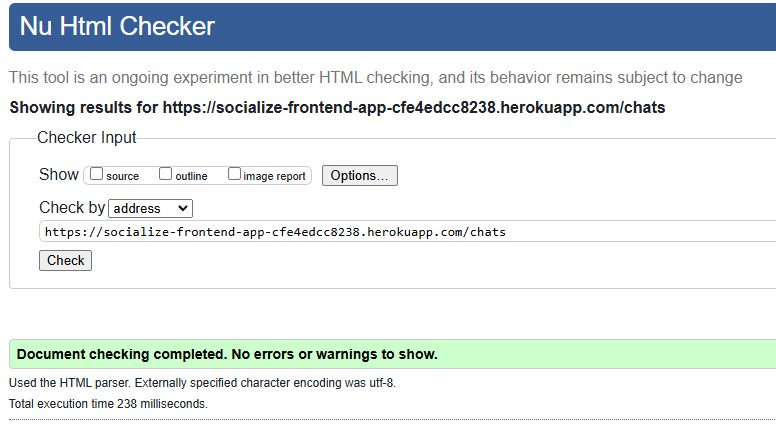 Nu Html Checker
This tool is an ongoing experiment in better HTML checking, and its behavior remains subject to change
Showing results for https://socialize-frontend-app-cfe4edcc8238.herokuapp.com/chats
Checker Input
Show source outline image report Options...
Check by address
https://socialize-frontend-app-cfe4edcc8238.herokuapp.com/chats
Check
Document checking completed. No errors or warnings to show.
Used the HTML parser. Externally specified character encoding was utf-8.
Total execution time 238 milliseconds.